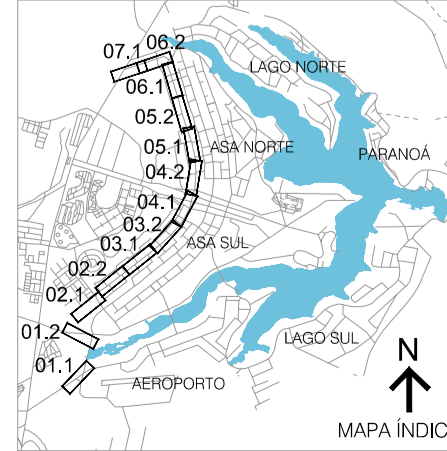 06.2
07.1
LAGO NORTE
06.1
05.2
05.1
ASA NORTE
PARANOÁ
04.2
04.1
03.2
03.1
ASA SUL
02.2
02.1
01.2
LAGO SUL
01.1
AEROPORTO
N
MAPA ÍNDIC